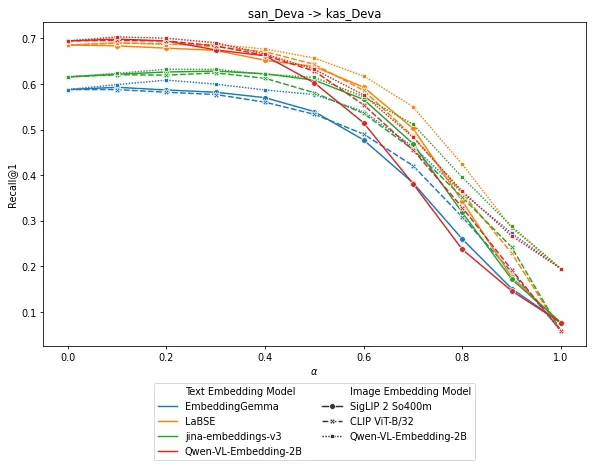 san_Deva -> kas_Deva
Recall@1
0.7
0.6
0.5
0.4
0.3
0.2
0.1
0.0
0.2
0.4
0.6
0.8
1.0
α
Text Embedding Model
EmbeddingGemma
LaBSE
jina-embeddings-v3
Qwen-VL-Embedding-2B
Image Embedding Model
SigLIP 2 So400m
CLIP ViT-B/32
Qwen-VL-Embedding-2B